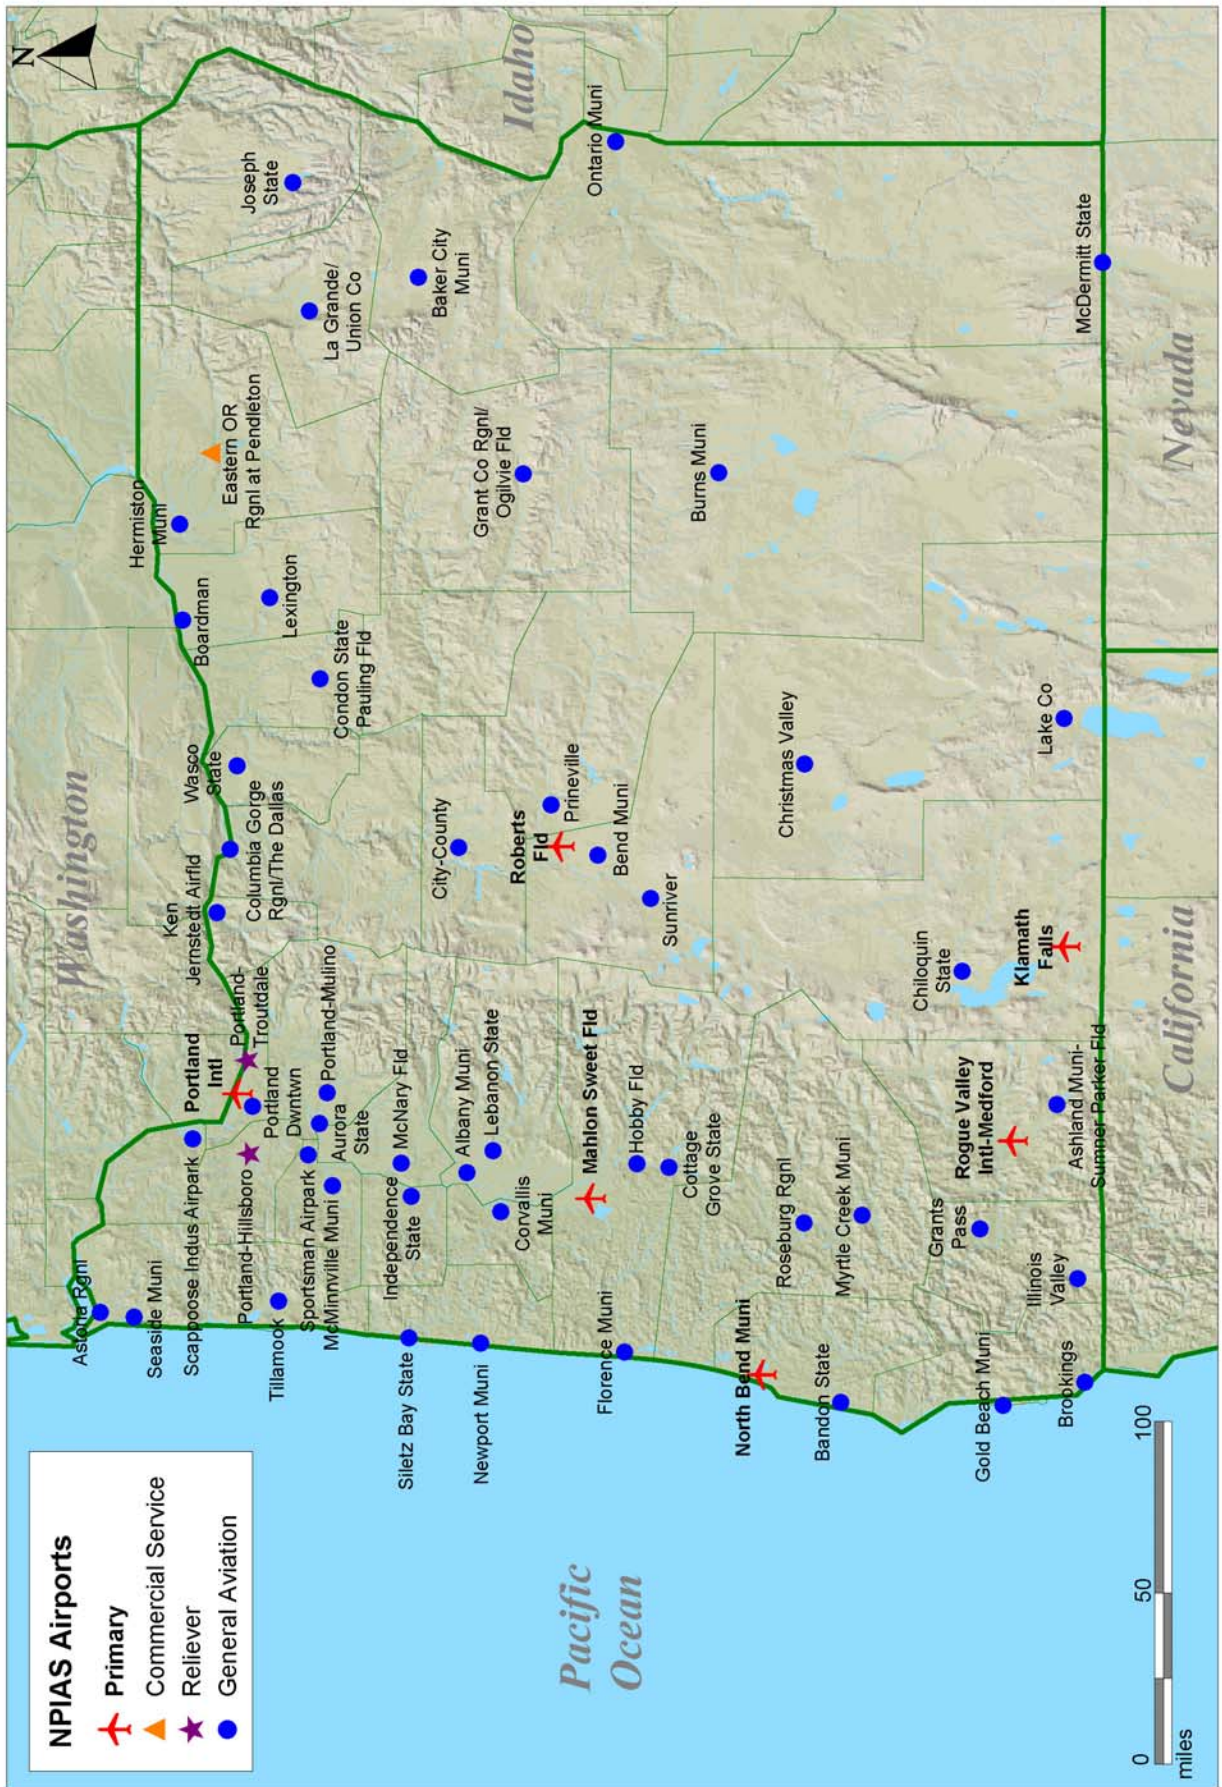 N
Washington
Idaho
Nevada
California
Pacific
Ocean
NPIAS Airports
Primary
Commercial Service
Reliever
General Aviation
0
50
100
miles
Astoria Rgnl
Seaside Muni
Scappoose Indus Airpark
Portland-Hillsboro
Tillamook
Sportsman Airpark
McMinnville Muni
Portland
Intl
Portland-
Troutdale
Portland
Dwntwn
Aurora
State
Portland-Mulino
McNary Fld
Independence
State
Siletz Bay State
Newport Muni
Albany Muni
Lebanon State
Corvallis
Muni
Mahlon Sweet Fld
Hobby Fld
Cottage
Grove State
Florence Muni
North Bend Muni
Bandon State
Roseburg Rgnl
Myrtle Creek Muni
Gold Beach Muni
Brookings
Illinois
Valley
Grants
Pass
Rogue Valley
Intl-Medford
Ashland Muni-
Sumner Parker Fld
Klamath
Falls
Chiloquin
State
Lake Co
Christmas Valley
Sunriver
Bend Muni
Prineville
Roberts
Fld
City-County
Ken
Jernstedt Airfld
Columbia Gorge
Rgnl/The Dallas
Wasco
State
Condon State
Pauling Fld
Lexington
Boardman
Hermiston
Muni
Eastern OR
Rgnl at Pendleton
La Grande/
Union Co
Joseph
State
Baker City
Muni
Grant Co Rgnl/
Ogilvie Fld
Burns Muni
Ontario Muni
McDermitt State